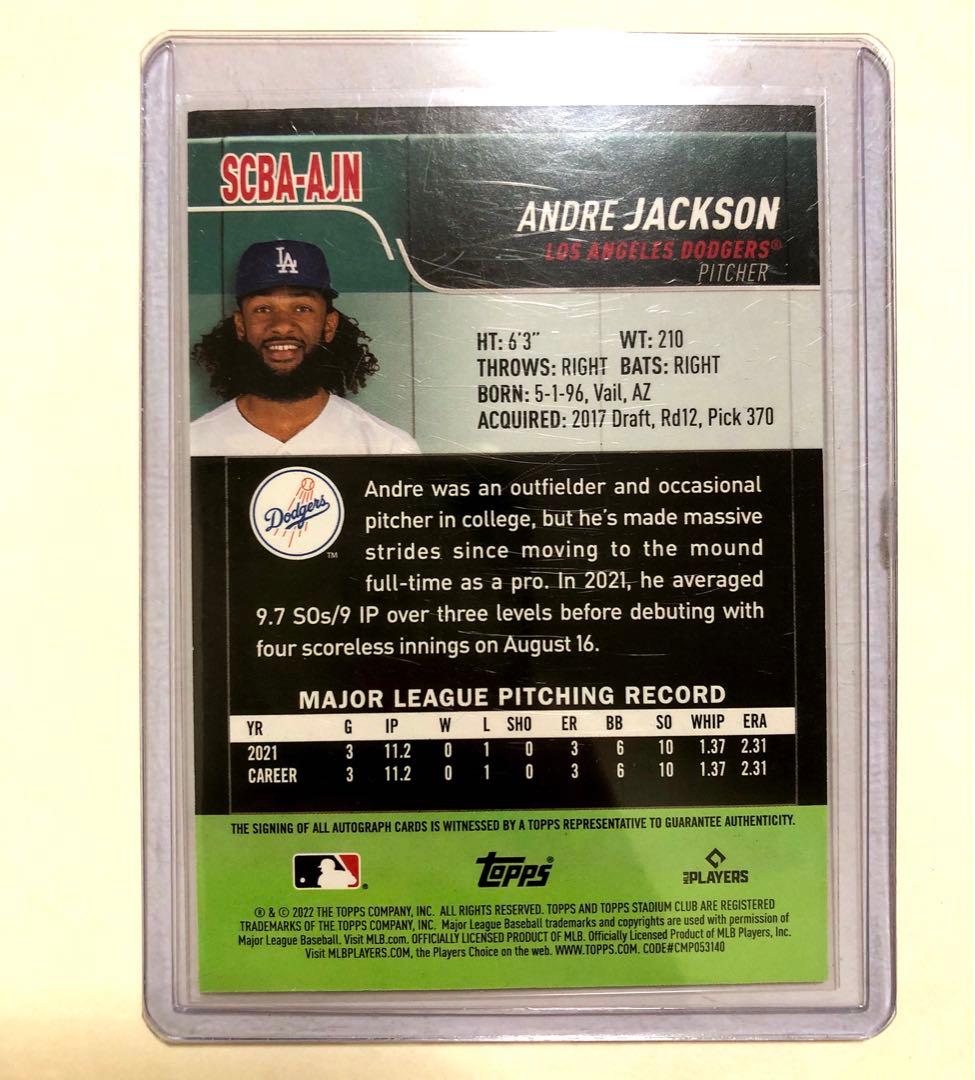 SCBA-AJN
ANDRE JACKSON
LOS ANGELES DODGERS®
PITCHER
LA
HT: 6'3" WT: 210
THROWS: RIGHT BATS: RIGHT
BORN: 5-1-96, Vail, AZ
ACQUIRED: 2017 Draft, Rd12, Pick 370
Dodgers
TM
Andre was an outfielder and occasional
pitcher in college, but he's made massive
strides since moving to the mound
full-time as a pro. In 2021, he averaged
9.7 SOs/9 IP over three levels before debuting with
four scoreless innings on August 16.
MAJOR LEAGUE PITCHING RECORD
YR G IP W L SHO ER BB SO WHIP ERA
2021 3 11.2 0 1 0 3 6 10 1.37 2.31
CAREER 3 11.2 0 1 0 3 6 10 1.37 2.31
THE SIGNING OF ALL AUTOGRAPH CARDS IS WITNESSED BY A TOPPS REPRESENTATIVE TO GUARANTEE AUTHENTICITY.
topps® MLB PLAYERS
® & © 2022 THE TOPPS COMPANY, INC. ALL RIGHTS RESERVED. TOPPS AND TOPPS STADIUM CLUB ARE REGISTERED
TRADEMARKS OF THE TOPPS COMPANY, INC. Major League Baseball trademarks and copyrights are used with permission of
Major League Baseball. Visit MLB.com. OFFICIALLY LICENSED PRODUCT OF MLB. Officially Licensed Product of MLB Players, Inc.
Visit MLBPLAYERS.COM, the Players Choice on the web. WWW.TOPPS.COM. CODE#CMP053140